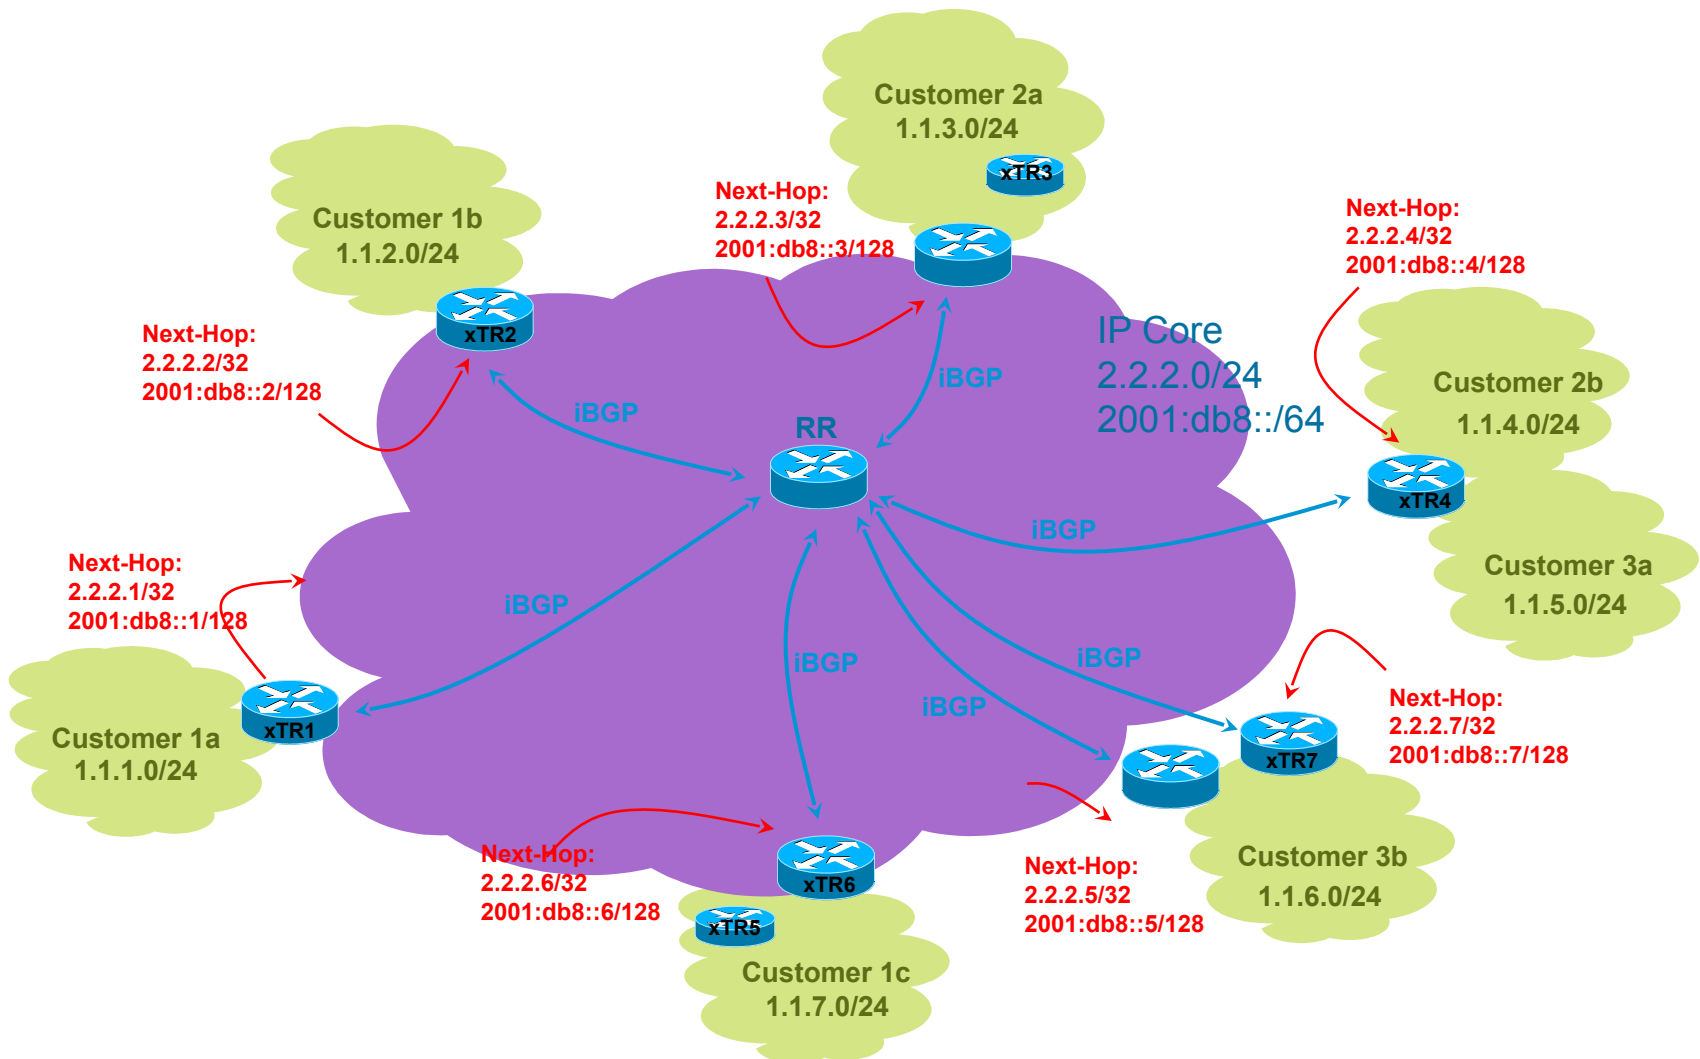 Customer 2a
1.1.3.0/24
xTR3
Next-Hop:
2.2.2.3/32
2001:db8::3/128
Customer 1b
1.1.2.0/24
xTR2
Next-Hop:
2.2.2.4/32
2001:db8::4/128
Next-Hop:
2.2.2.2/32
2001:db8::2/128
IP Core
2.2.2.0/24
2001:db8::/64
iBGP
iBGP
RR
Customer 2b
1.1.4.0/24
xTR4
iBGP
Next-Hop:
2.2.2.1/32
2001:db8::1/128
iBGP
Customer 3a
1.1.5.0/24
iBGP
iBGP
iBGP
Customer 1a
1.1.1.0/24
xTR1
Next-Hop:
2.2.2.7/32
2001:db8::7/128
xTR7
Next-Hop:
2.2.2.6/32
2001:db8::6/128
xTR6
xTR5
Next-Hop:
2.2.2.5/32
2001:db8::5/128
Customer 3b
1.1.6.0/24
Customer 1c
1.1.7.0/24